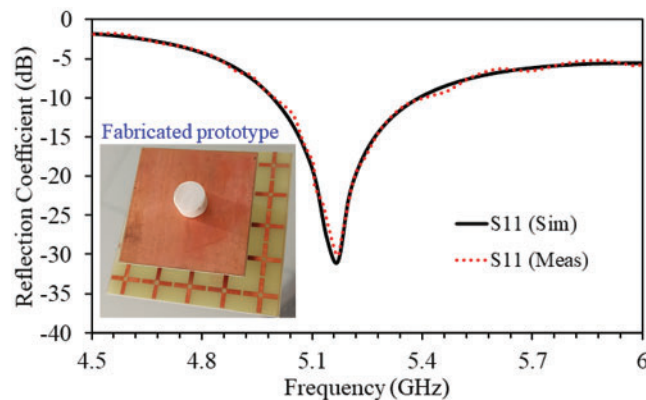 0
-5
-10
-15
-20
-25
-30
-35
-40
Reflection Coefficient (dB)
Fabricated prototype
S11 (Sim)
S11 (Meas)
4.5 4.8 5.1 5.4 5.7 6
Frequency (GHz)